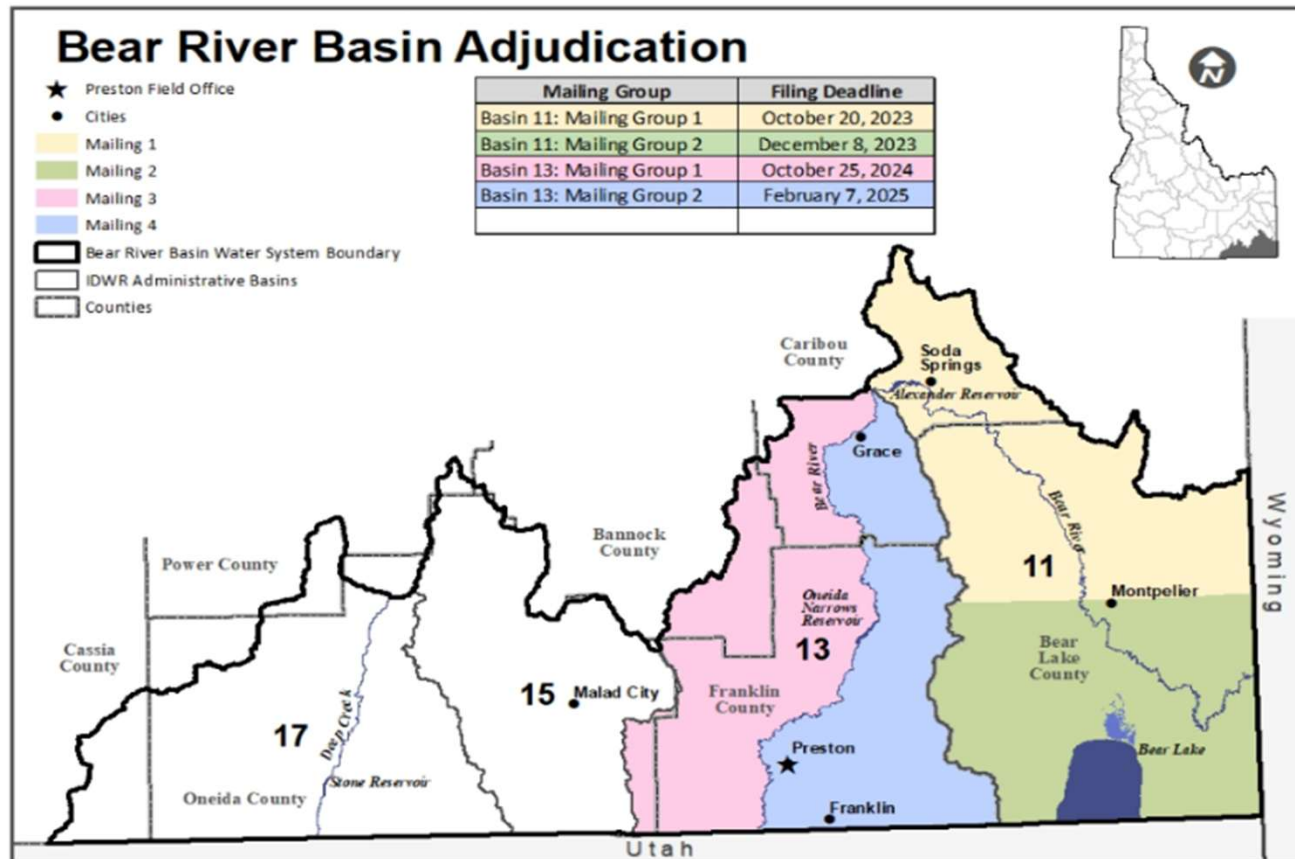 Bear River Basin Adjudication
Preston Field Office
Cities
Mailing 1
Mailing 2
Mailing 3
Mailing 4
Bear River Basin Water System Boundary
IDWR Administrative Basins
Counties
Mailing Group Filing Deadline
Basin 11: Mailing Group 1 October 20, 2023
Basin 11: Mailing Group 2 December 8, 2023
Basin 13: Mailing Group 1 October 25, 2024
Basin 13: Mailing Group 2 February 7, 2025
N
Caribou
County
Soda
Springs
Alexander Reservoir
Grace
Bear River
Bear River
Bannock
County
Power County
11
Montpelier
Wyoming
Oneida
Narrows
Reservoir
13
Cassia
County
Bear
Lake
County
Franklin
County
15
Malad City
17
Deep Creek
Preston
Bear Lake
Stone Reservoir
Oneida County
Franklin
Utah